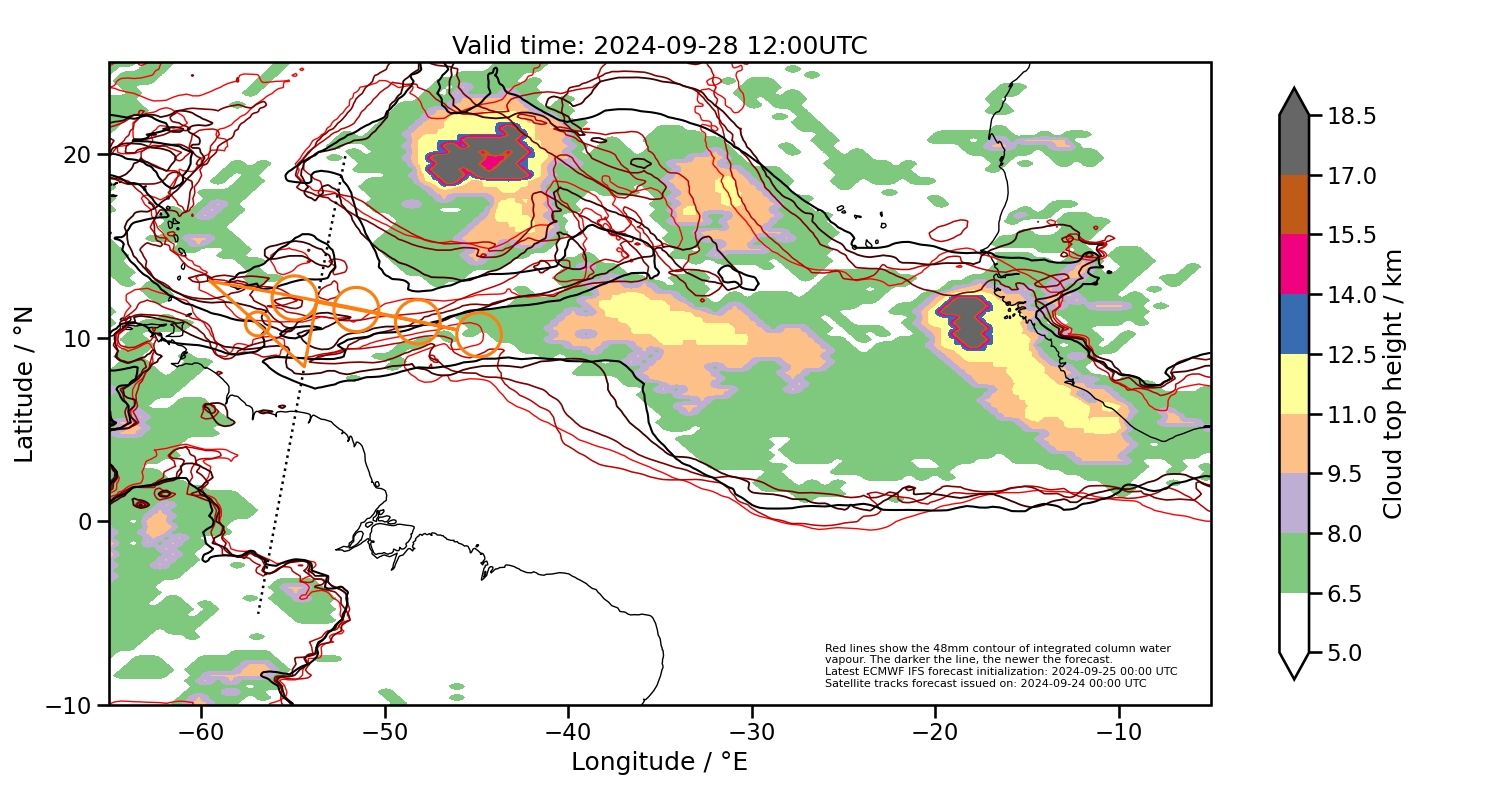 Valid time: 2024-09-28 12:00UTC
Latitude / °N
20
10
0
−10
−60
−50
−40
−30
−20
−10
Longitude / °E
Red lines show the 48mm contour of integrated column water
vapour. The darker the line, the newer the forecast.
Latest ECMWF IFS forecast initialization: 2024-09-25 00:00 UTC
Satellite tracks forecast issued on: 2024-09-24 00:00 UTC
18.5
17.0
15.5
14.0
12.5
11.0
9.5
8.0
6.5
5.0
Cloud top height / km